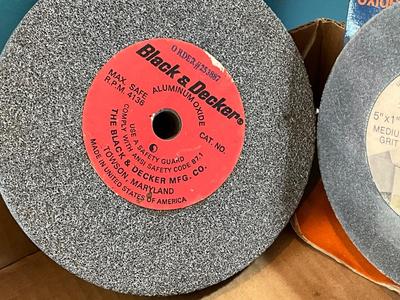 ORDER# 253887
Black & Decker®
ALUMINUM OXIDE
MAX. SAFE
R.P.M. 4136
CAT. NO.
USE A SAFETY GUARD
COMPLY WITH ANSI SAFETY CODE B7.1
THE BLACK & DECKER MFG. CO.
TOWSON, MARYLAND
MADE IN UNITED STATES OF AMERICA
5"x1"
MEDIUM
GRIT